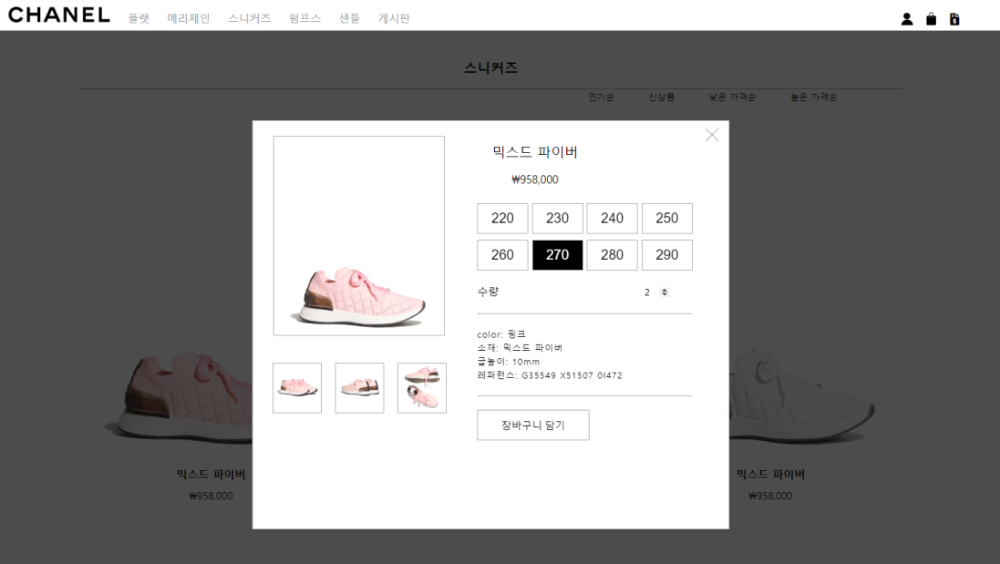 CHANEL 플랫 메리제인 스니커즈 펌프스 샌들 게시판
스니커즈
인기순 신상품 낮은 가격순 높은 가격순
믹스드 파이버
₩958,000
220 230 240 250
260 270 280 290
수량 2
color: 핑크
소재: 믹스드 파이버
굽높이: 10mm
레퍼런스: G35549 X51507 0I472
장바구니 담기
믹스드 파이버 믹스드 파이버
₩958,000 ₩958,000